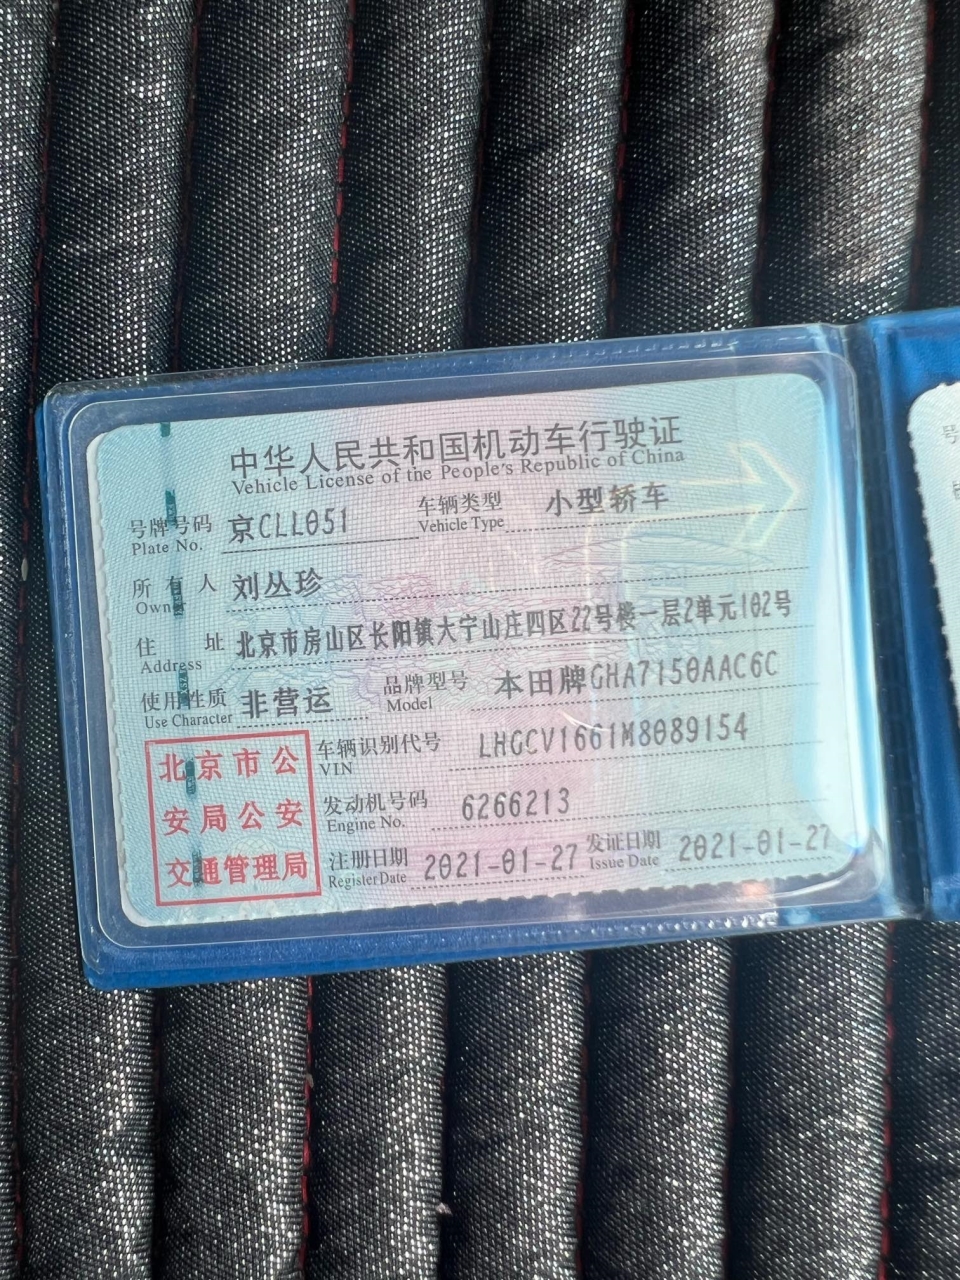 中华人民共和国机动车行驶证
Vehicle License of the People's Republic of China
号牌号码 京CLL051 车辆类型 小型轿车
Plate No. Vehicle Type
所有人 刘丛珍
Owner
住址 北京市房山区长阳镇大宁山庄四区22号楼一层2单元102号
Address
使用性质 非营运 品牌型号 本田牌GHA7150AAC6C
Use Character Model
北京市公安局公安交通管理局
车辆识别代号 LHGCV1661M8089154
VIN
发动机号码 6266213
Engine No.
注册日期 2021-01-27 发证日期 2021-01-27
Register Date Issue Date
号